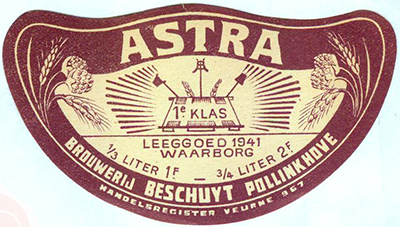 ASTRA
1e KLAS
LEEGGOED 1941
WAARBORG
1/3 LITER 1F — 3/4 LITER 2F
BROUWERIJ BESCHUYT POLLINKHOVE
HANDELSREGISTER VEURNE 967